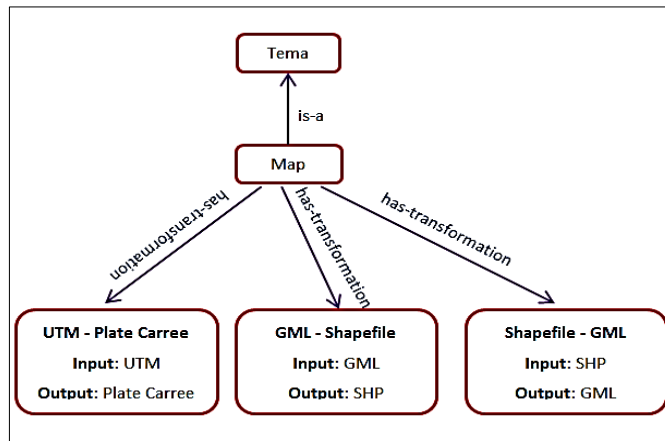 Tema
is-a
Map
has-transformation
has-transformation
has-transformation
UTM - Plate Carree
Input: UTM
Output: Plate Carree
GML - Shapefile
Input: GML
Output: SHP
Shapefile - GML
Input: SHP
Output: GML